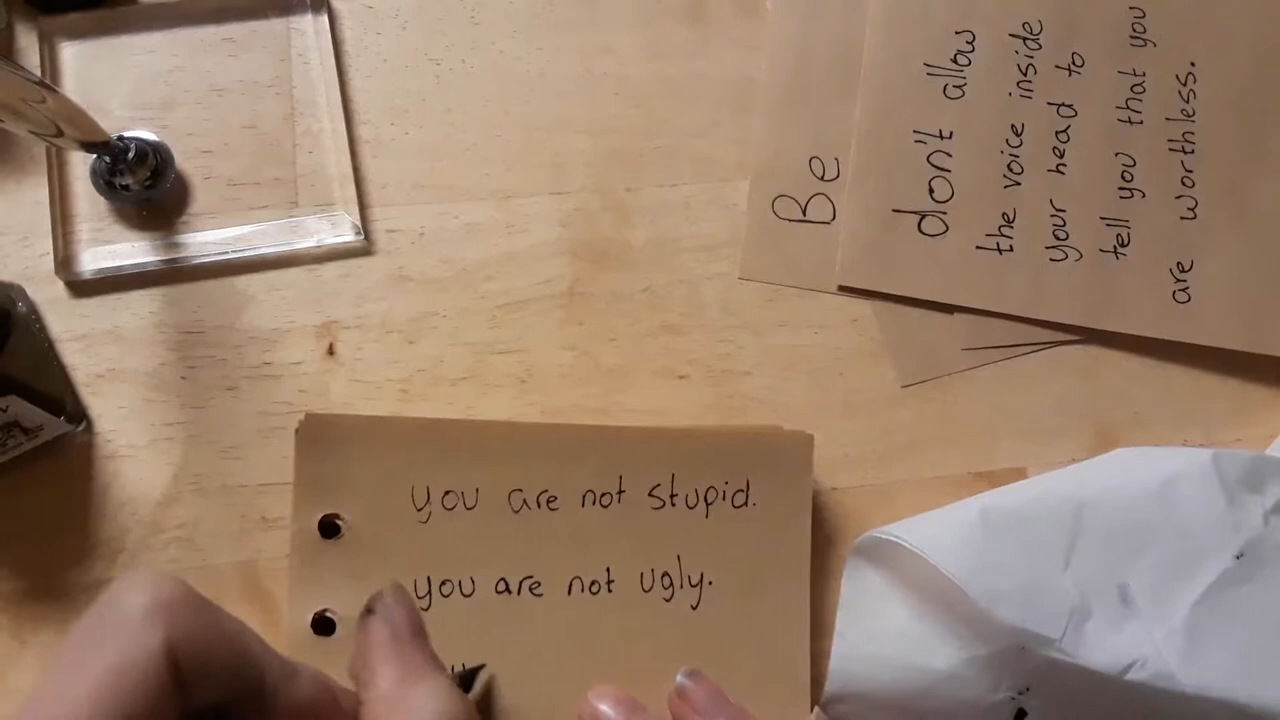 Be
don't allow
the voice inside
your head to
tell you that you
are worthless.
you are not stupid.
you are not ugly.